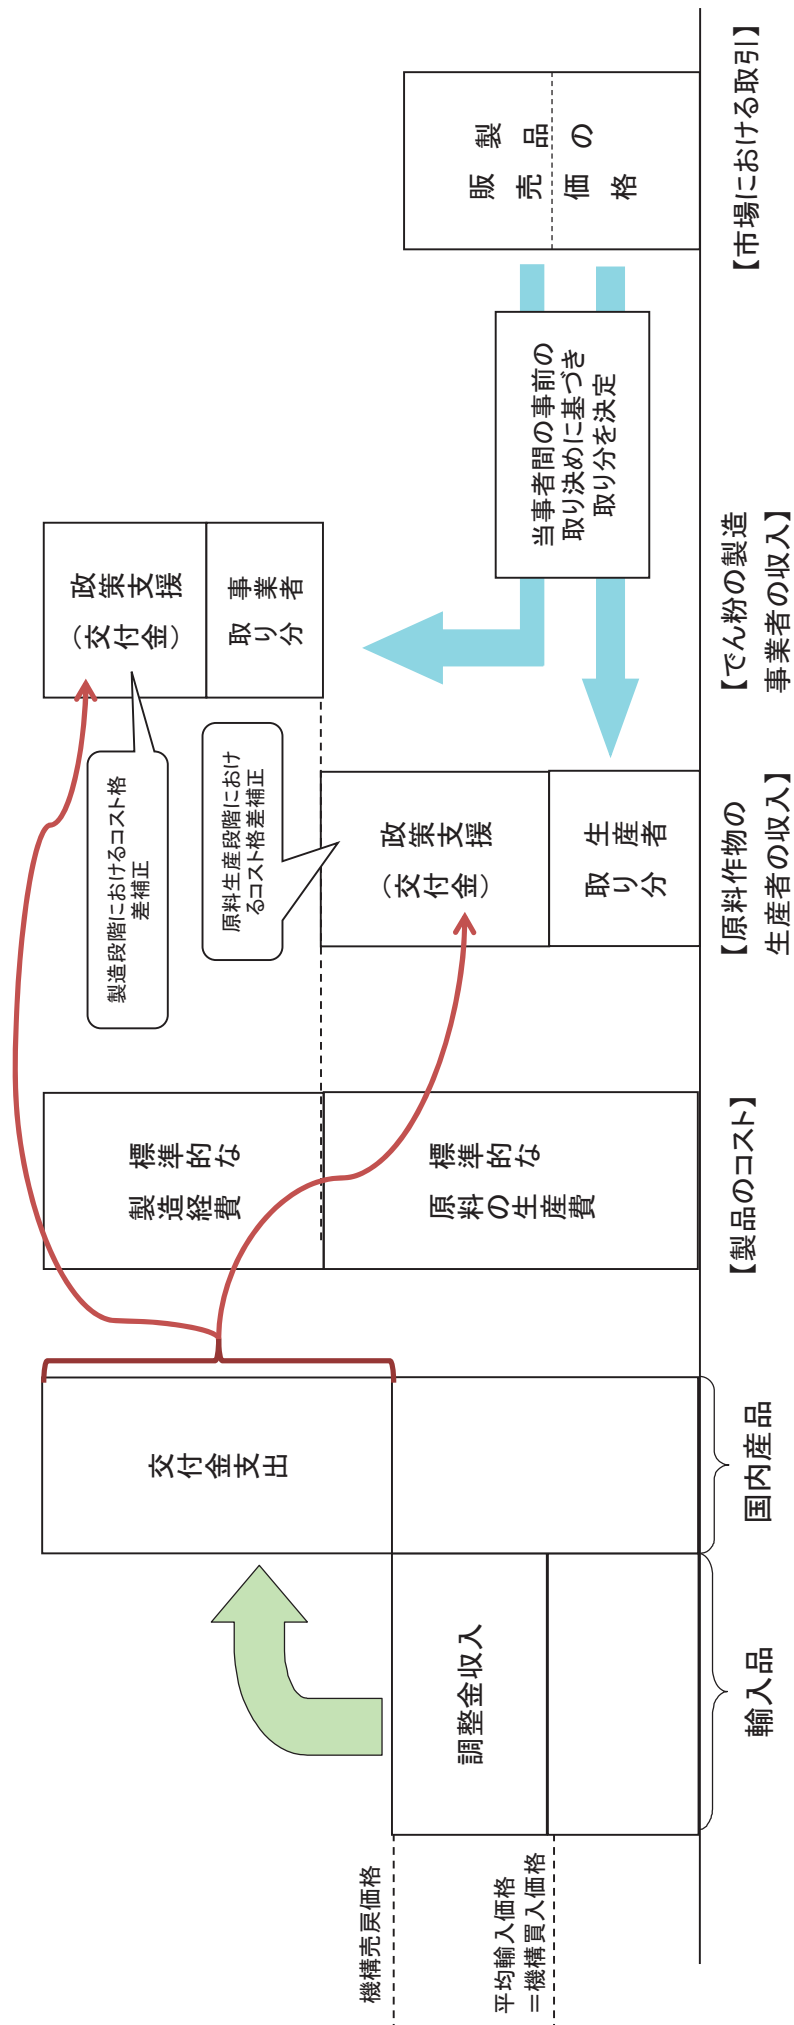 機構売戻価格
平均輸入価格
＝機構買入価格
調整金収入
輸入品
交付金支出
国内産品
標準的な
製造経費
標準的な
原料の生産費
【製品のコスト】
製造段階におけるコスト格
差補正
原料生産段階におけ
るコスト格差補正
政策支援
（交付金）
生産者
取り分
【原料作物の
生産者の収入】
政策支援
（交付金）
事業者
取り分
【でん粉の製造
事業者の収入】
当事者間の事前の
取り決めに基づき
取り分を決定
製品の
販売価格
【市場における取引】